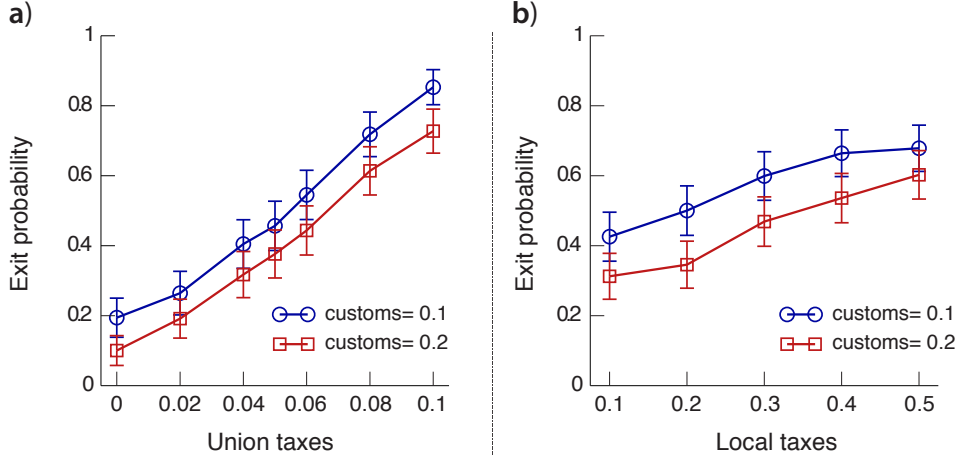 a)
Exit probability
1
0.8
0.6
0.4
0.2
0
customs= 0.1
customs= 0.2
0 0.02 0.04 0.06 0.08 0.1
Union taxes
b)
Exit probability
1
0.8
0.6
0.4
0.2
0
customs= 0.1
customs= 0.2
0.1 0.2 0.3 0.4 0.5
Local taxes